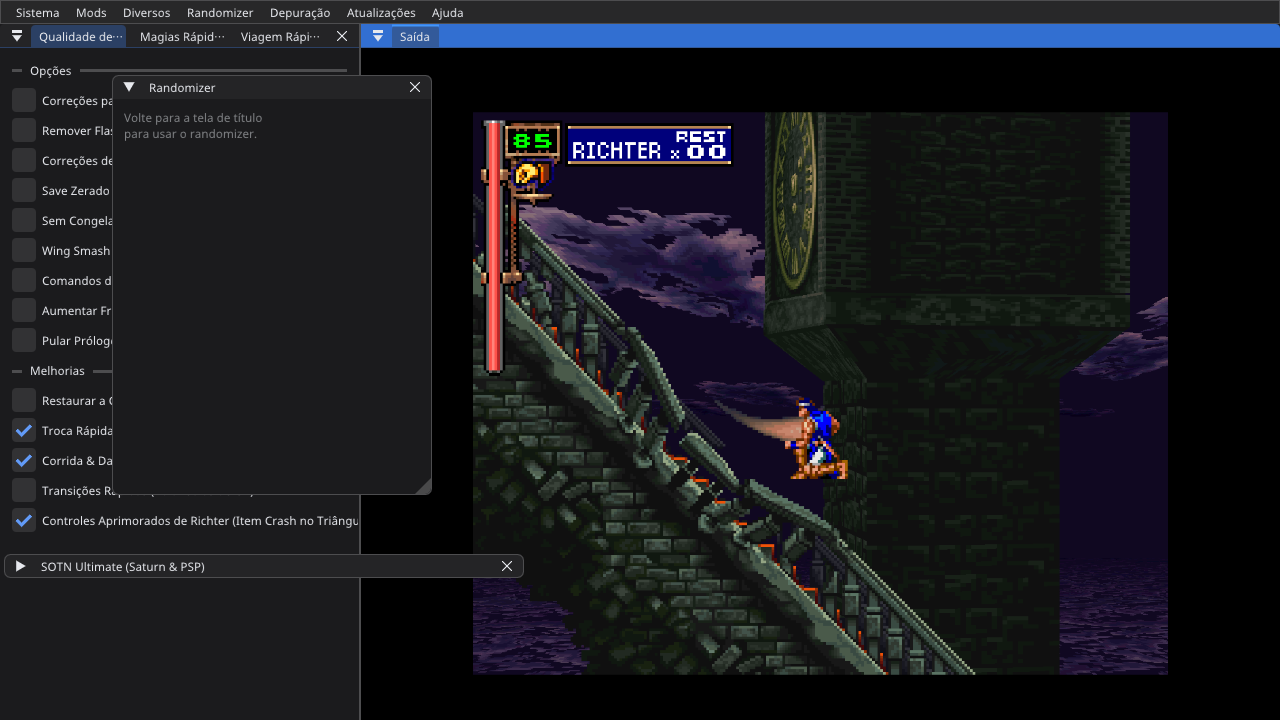 Sistema Mods Diversos Randomizer Depuração Atualizações Ajuda
Qualidade de··· Magias Rápid··· Viagem Rápi··· Saída
Opções
Randomizer
Volte para a tela de título
para usar o randomizer.
Correções pa
Remover Flas
Correções de
Save Zerado
Sem Congela
Wing Smash
Comandos d
Aumentar Fr
Pular Prólogo
Melhorias
Restaurar a
Troca Rápida
Corrida & Da
Transições
Controles Aprimorados de Richter (Item Crash no Triângu
SOTN Ultimate (Saturn & PSP)
85
REST
RICHTER x 00